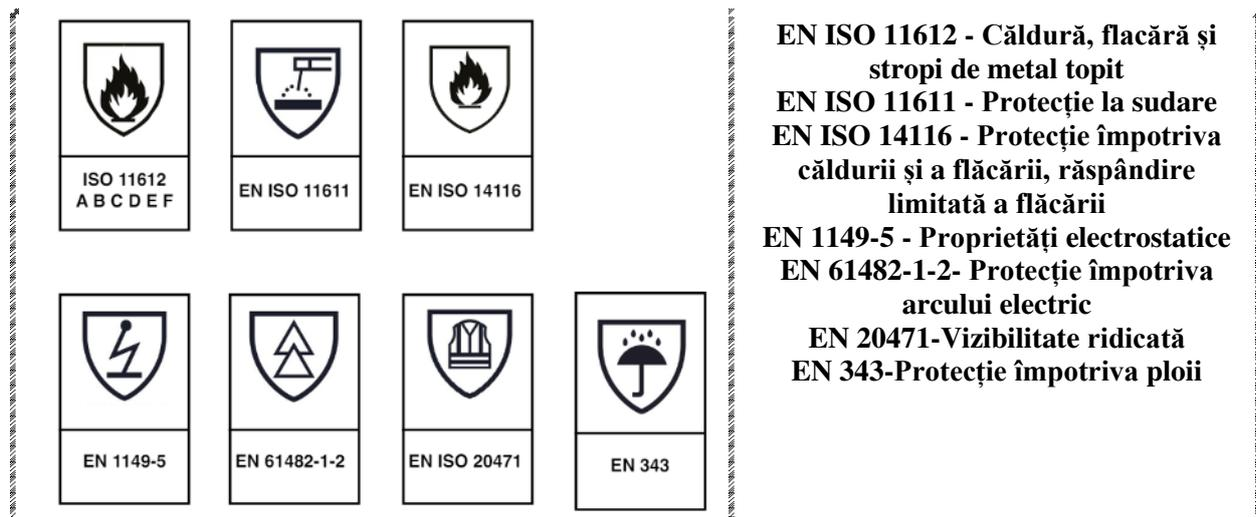 ISO 11612
A B C D E F
EN ISO 11611
EN ISO 14116
EN 1149-5
EN 61482-1-2
EN ISO 20471
EN 343
EN ISO 11612 - Căldură, flacără și
stropi de metal topit
EN ISO 11611 - Protecție la sudare
EN ISO 14116 - Protecție împotriva
căldurii și a flăcării, răspândire
limitată a flăcării
EN 1149-5 - Proprietăți electrostatice
EN 61482-1-2- Protecție împotriva
arcului electric
EN 20471-Vizibilitate ridicată
EN 343-Protecție împotriva ploii